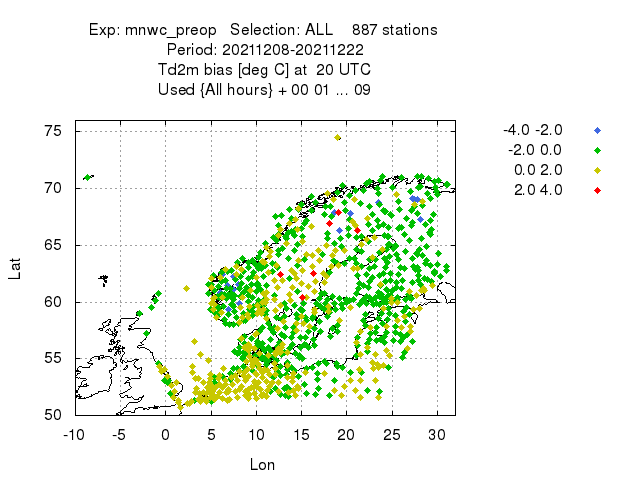 Exp: mnwc_preop Selection: ALL 887 stations
Period: 20211208-20211222
Td2m bias [deg C] at 20 UTC
Used {All hours} + 00 01 ... 09
-4.0 -2.0
-2.0 0.0
0.0 2.0
2.0 4.0
75
70
65
60
55
50
Lat
-10 -5 0 5 10 15 20 25 30
Lon